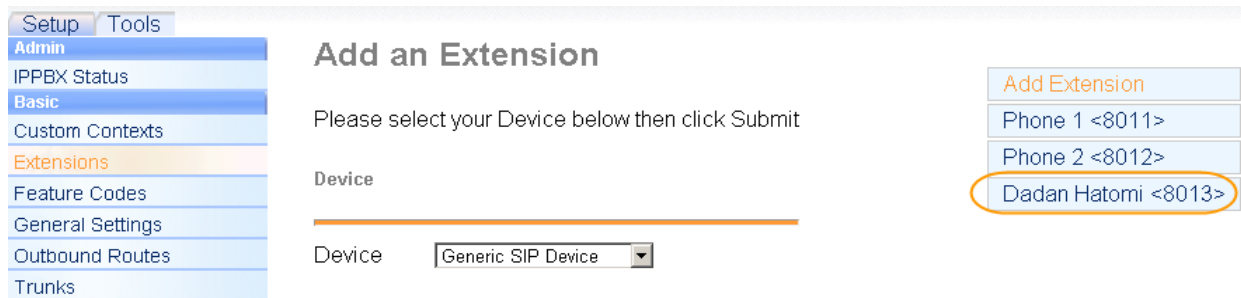 Setup Tools
Admin
IPPBX Status
Basic
Custom Contexts
Extensions
Feature Codes
General Settings
Outbound Routes
Trunks
Add an Extension
Please select your Device below then click Submit
Device
Device Generic SIP Device
Add Extension
Phone 1 <8011>
Phone 2 <8012>
Dadan Hatomi <8013>